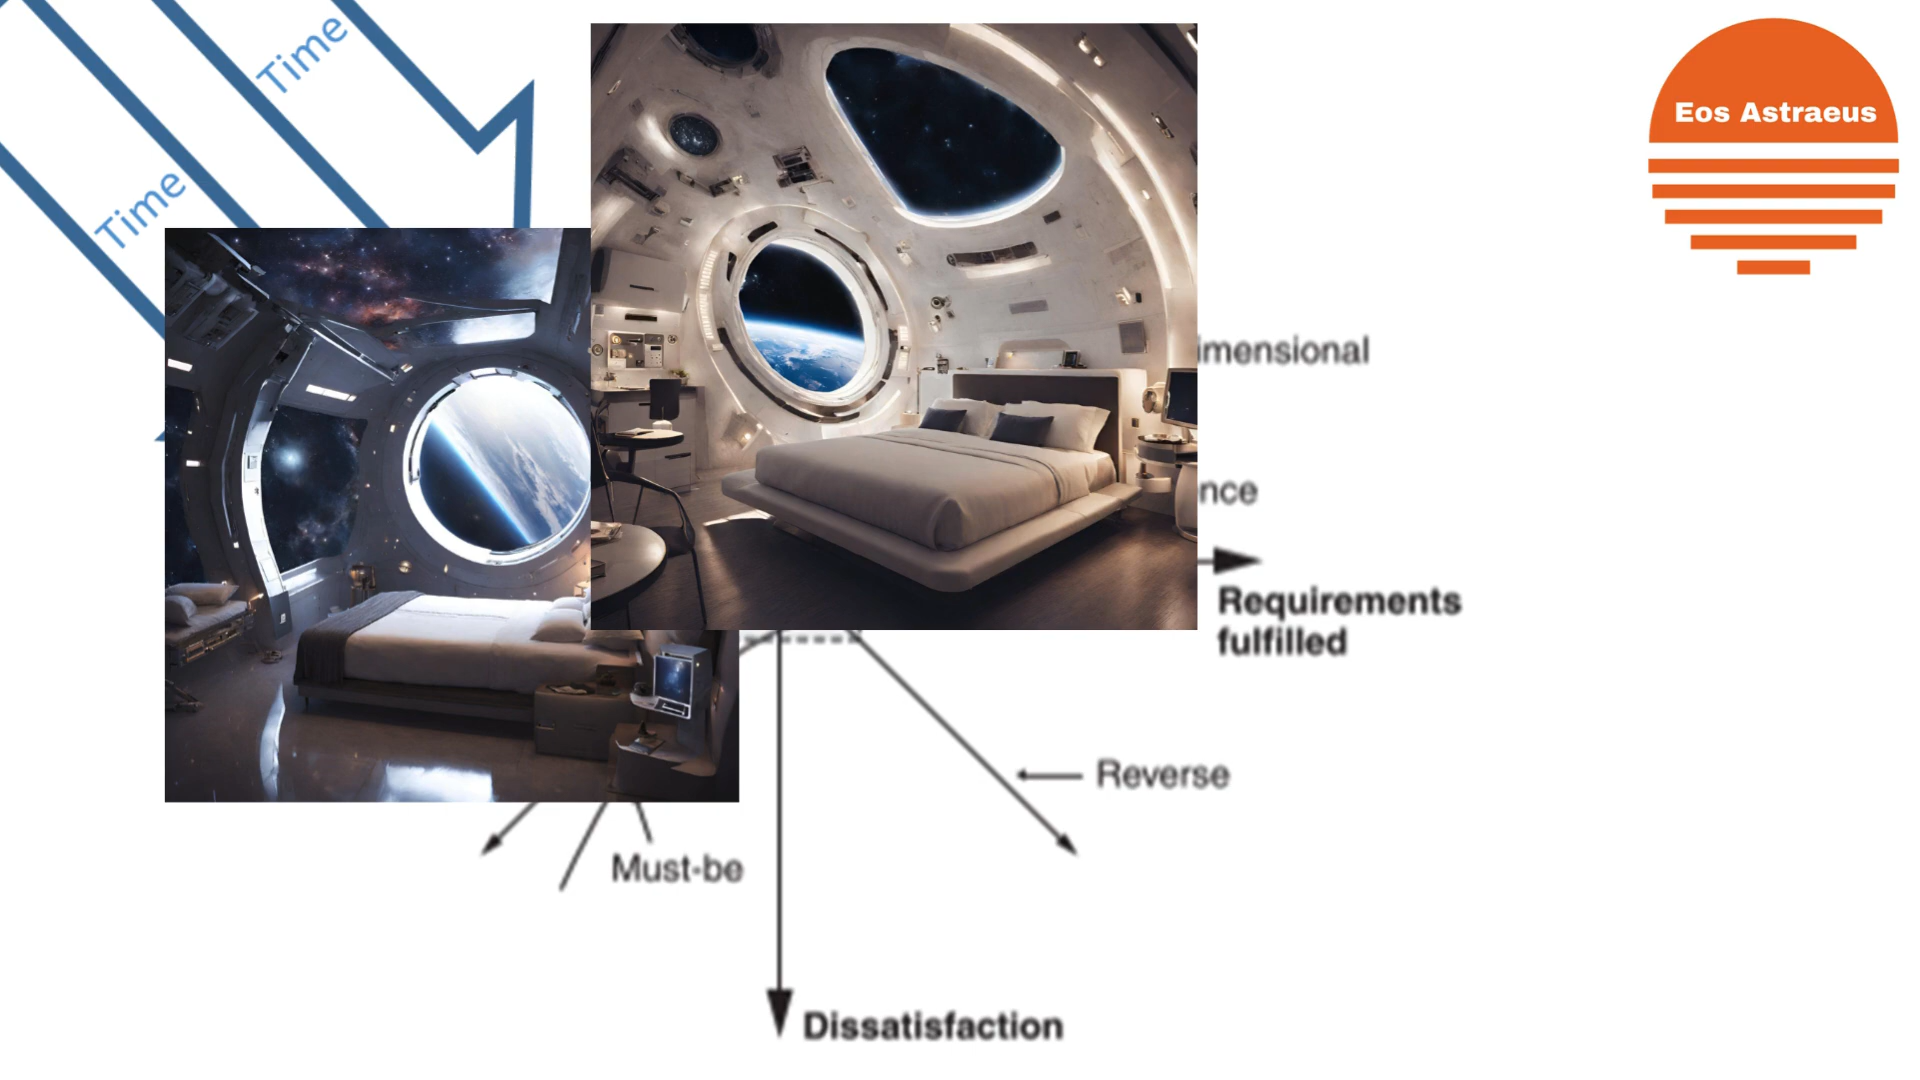 Time
Time
Eos Astraeus
imensional
nce
Requirements
fulfilled
Reverse
Must-be
Dissatisfaction